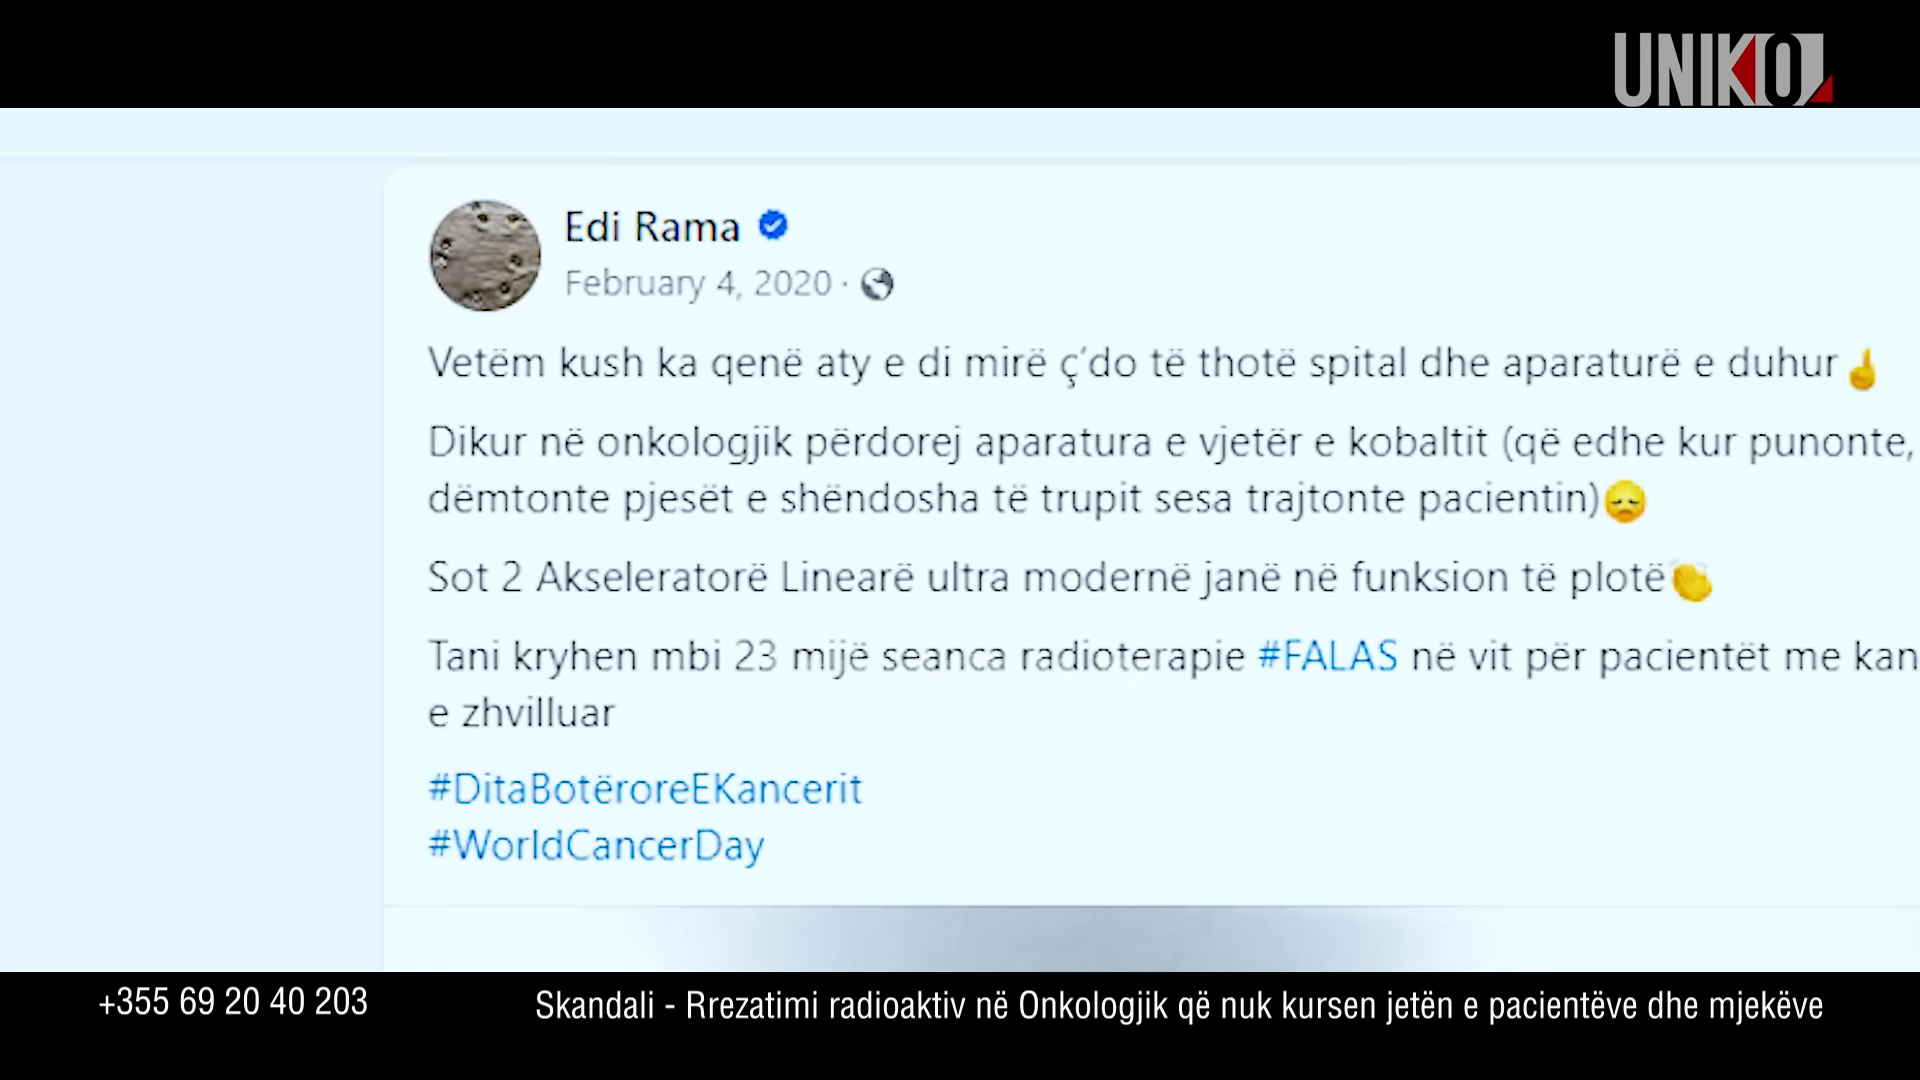 UNIKO
Edi Rama
February 4, 2020 ·
Vetëm kush ka qenë aty e di mirë ç´do të thotë spital dhe aparaturë e duhur☝
Dikur në onkologjik përdorej aparatura e vjetër e kobaltit (që edhe kur punonte,
dëmtonte pjesët e shëndosha të trupit sesa trajtonte pacientin)😞
Sot 2 Akseleratorë Linearë ultra modernë janë në funksion të plotë👏
Tani kryhen mbi 23 mijë seanca radioterapie #FALAS në vit për pacientët me kan
e zhvilluar
#DitaBotëroreEKancerit
#WorldCancerDay
+355 69 20 40 203
Skandali - Rrezatimi radioaktiv në Onkologjik që nuk kursen jetën e pacientëve dhe mjekëve